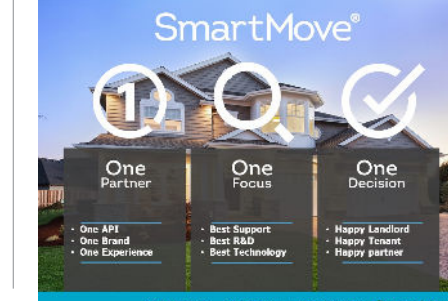 SmartMove®
1
One
Partner
· One API
· One Brand
· One Experience
One
Focus
· Best Support
· Best R&D
· Best Technology
One
Decision
· Happy Landlord
· Happy Tenant
· Happy partner